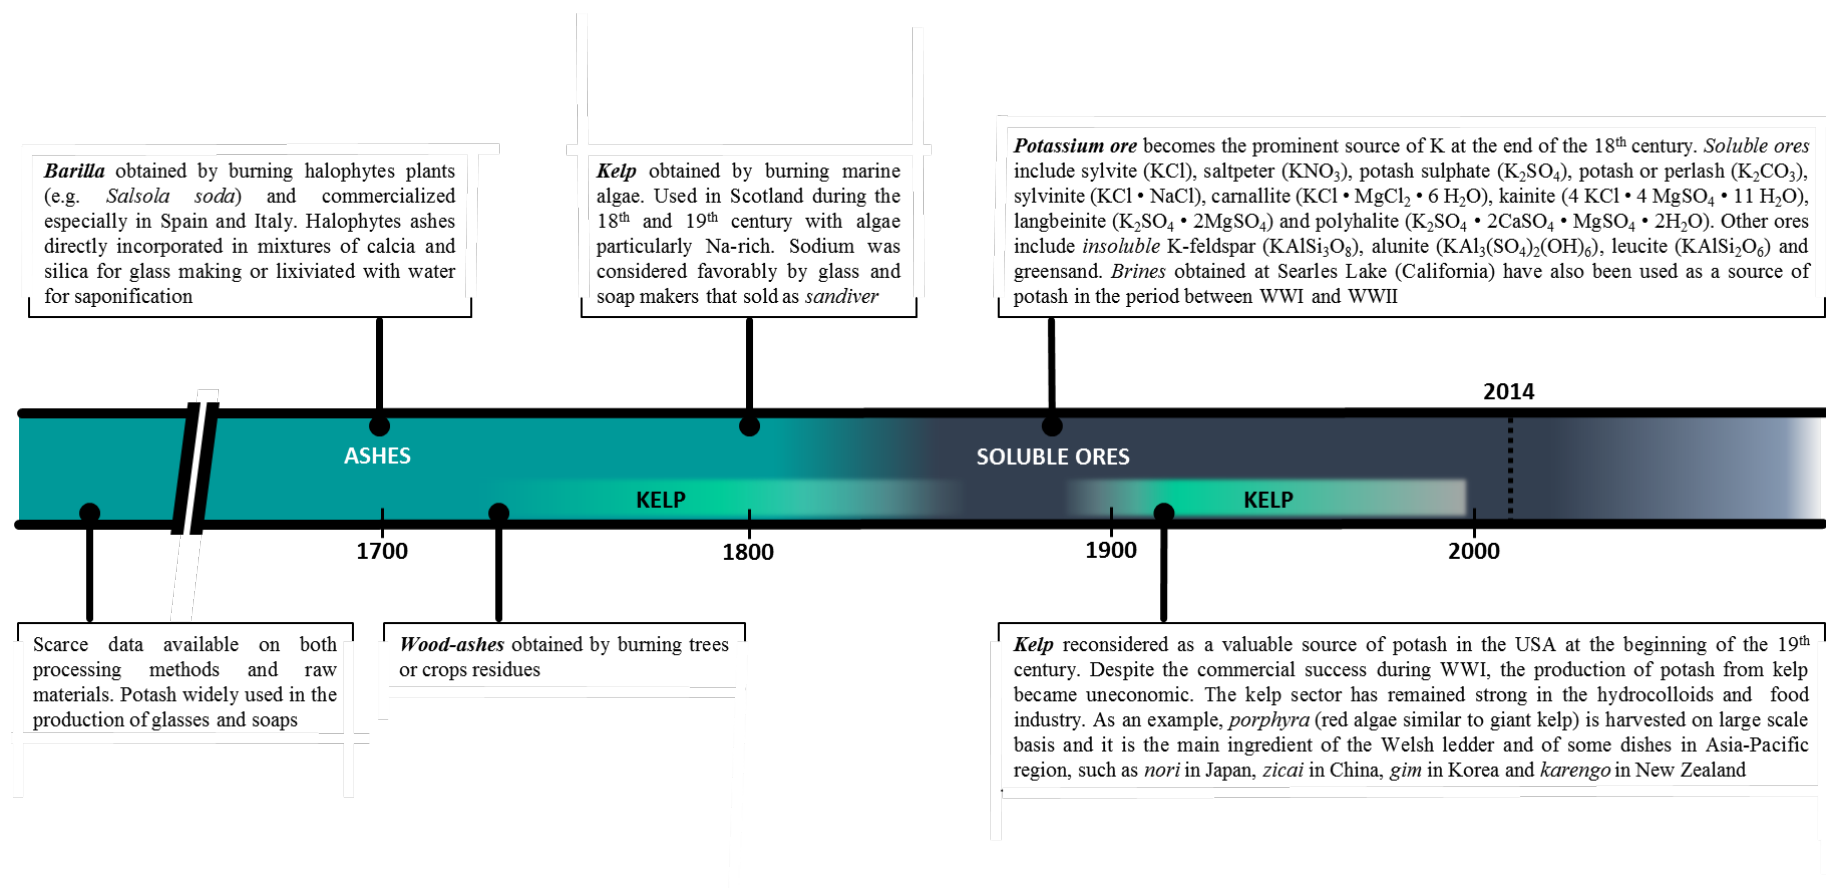 Barilla obtained by burning halophytes plants
(e.g. Salsola soda) and commercialized
especially in Spain and Italy. Halophytes ashes
directly incorporated in mixtures of calcia and
silica for glass making or lixiviated with water
for saponification
Kelp obtained by burning marine
algae. Used in Scotland during the
18th and 19th century with algae
particularly Na-rich. Sodium was
considered favorably by glass and
soap makers that sold as sandiver
Potassium ore becomes the prominent source of K at the end of the 18th century. Soluble ores
include sylvite (KCl), saltpeter (KNO₃), potash sulphate (K₂SO₄), potash or perlash (K₂CO₃),
sylvinite (KCl • NaCl), carnallite (KCl • MgCl₂ • 6 H₂O), kainite (4 KCl • 4 MgSO₄ • 11 H₂O),
langbeinite (K₂SO₄ • 2MgSO₄) and polyhalite (K₂SO₄ • 2CaSO₄ • MgSO₄ • 2H₂O). Other ores
include insoluble K-feldspar (KAlSi₃O₈), alunite (KAl₃(SO₄)₂(OH)₆), leucite (KAlSi₂O₆) and
greensand. Brines obtained at Searles Lake (California) have also been used as a source of
potash in the period between WWI and WWII
2014
ASHES
SOLUBLE ORES
KELP
KELP
1700
1800
1900
2000
Scarce data available on both
processing methods and raw
materials. Potash widely used in the
production of glasses and soaps
Wood-ashes obtained by burning trees
or crops residues
Kelp reconsidered as a valuable source of potash in the USA at the beginning of the 19th
century. Despite the commercial success during WWI, the production of potash from kelp
became uneconomic. The kelp sector has remained strong in the hydrocolloids and food
industry. As an example, porphyra (red algae similar to giant kelp) is harvested on large scale
basis and it is the main ingredient of the Welsh ledder and of some dishes in Asia-Pacific
region, such as nori in Japan, zicai in China, gim in Korea and karengo in New Zealand